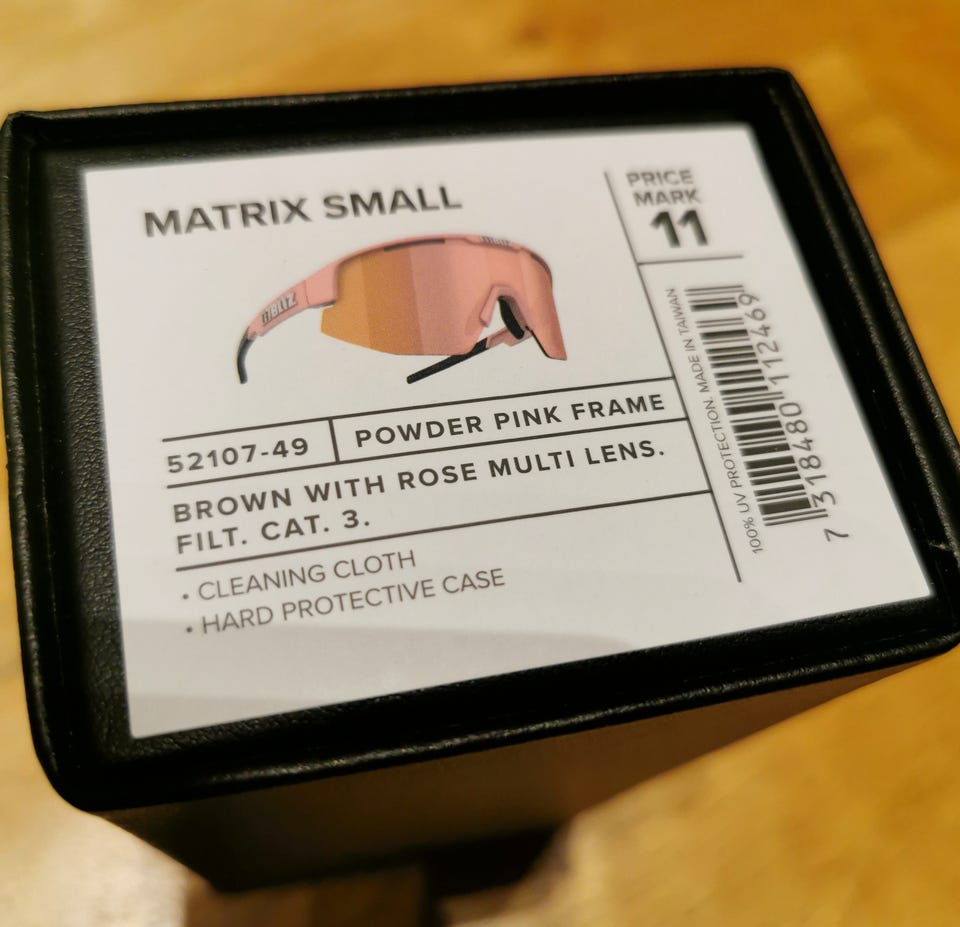 MATRIX SMALL
BLIZ
BLIZ
52107-49
POWDER PINK FRAME
BROWN WITH ROSE MULTI LENS.
FILT. CAT. 3.
• CLEANING CLOTH
• HARD PROTECTIVE CASE
PRICE
MARK
11
100% UV PROTECTION. MADE IN TAIWAN
7 318480 112469